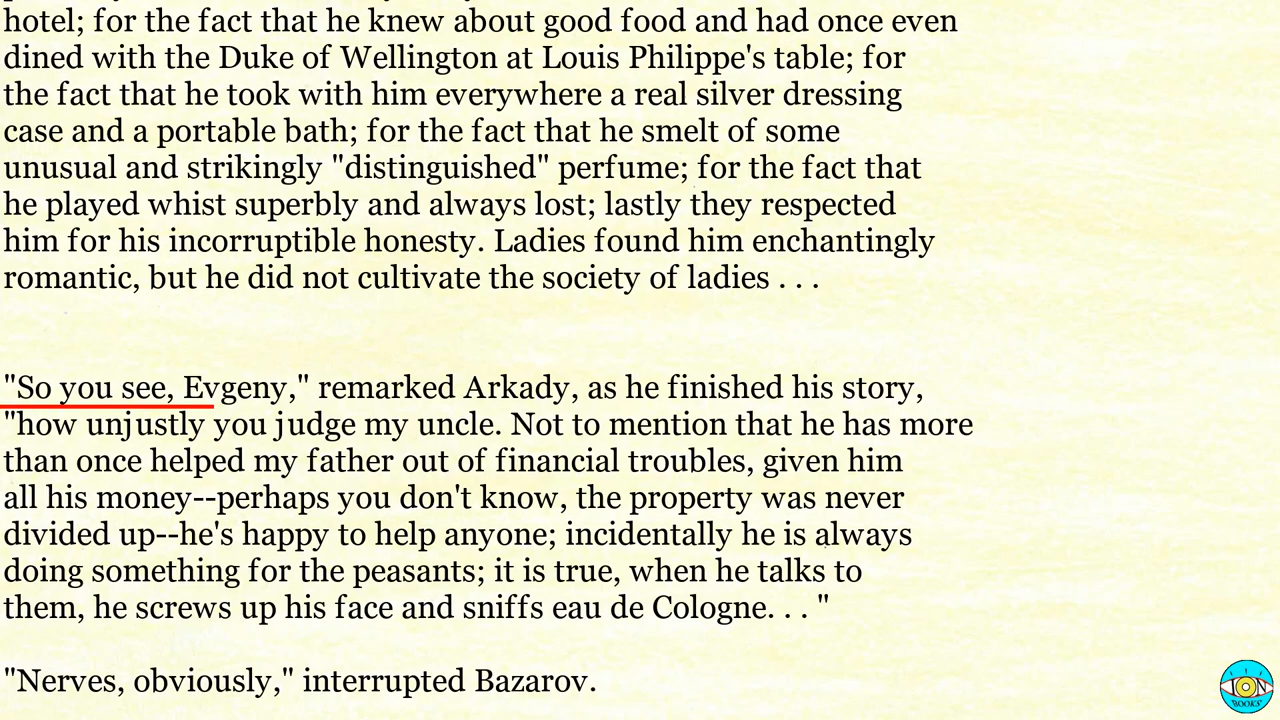 hotel; for the fact that he knew about good food and had once even
dined with the Duke of Wellington at Louis Philippe's table; for
the fact that he took with him everywhere a real silver dressing
case and a portable bath; for the fact that he smelt of some
unusual and strikingly "distinguished" perfume; for the fact that
he played whist superbly and always lost; lastly they respected
him for his incorruptible honesty. Ladies found him enchantingly
romantic, but he did not cultivate the society of ladies . . .
"So you see, Evgeny," remarked Arkady, as he finished his story,
"how unjustly you judge my uncle. Not to mention that he has more
than once helped my father out of financial troubles, given him
all his money--perhaps you don't know, the property was never
divided up--he's happy to help anyone; incidentally he is always
doing something for the peasants; it is true, when he talks to
them, he screws up his face and sniffs eau de Cologne. . . "
"Nerves, obviously," interrupted Bazarov.
ION
BOOKS